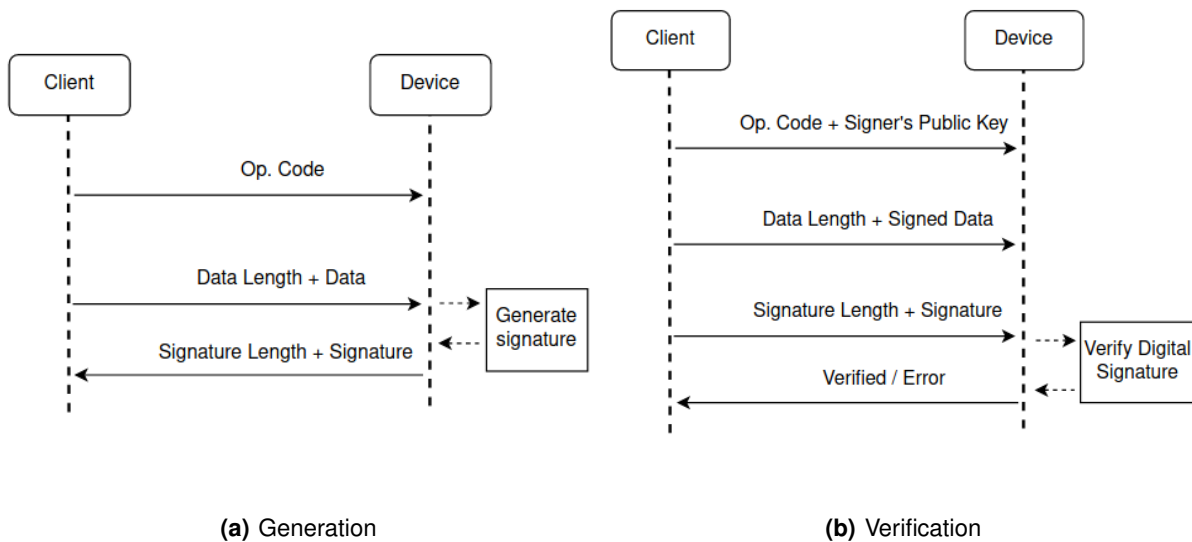 Client
Device
Op. Code
Data Length + Data
Generate
signature
Signature Length + Signature
(a) Generation
Client
Device
Op. Code + Signer's Public Key
Data Length + Signed Data
Signature Length + Signature
Verify Digital
Signature
Verified / Error
(b) Verification